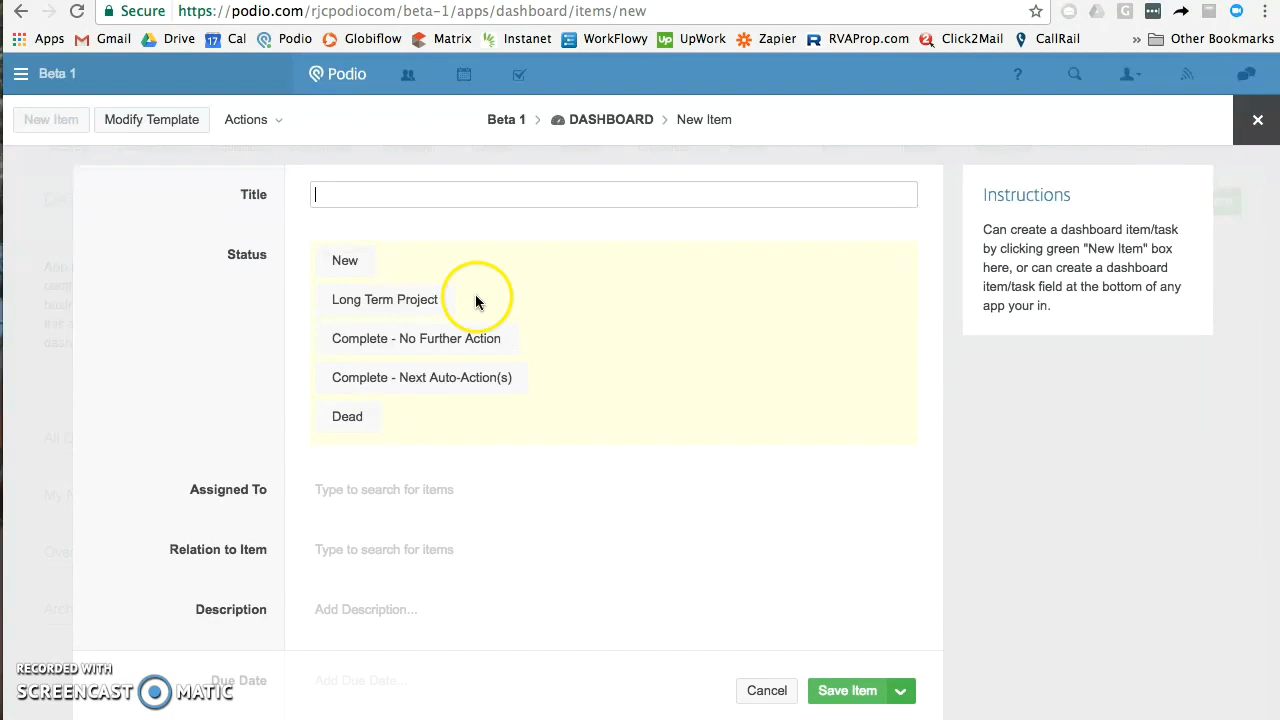 Secure https://podio.com/rjcpodiocom/beta-1/apps/dashboard/items/new
Apps Gmail Drive 17 Cal Podio Globiflow Matrix Instanet WorkFlowy Up UpWork Zapier R RVAProp.com Click2Mail CallRail » Other Bookmarks
Beta 1 Podio ?
New Item Modify Template Actions Beta 1 > DASHBOARD > New Item
Title
Instructions
Can create a dashboard item/task
by clicking green "New Item" box
here, or can create a dashboard
item/task field at the bottom of any
app your in.
Status
New
Long Term Project
Complete - No Further Action
Complete - Next Auto-Action(s)
Dead
Assigned To Type to search for items
Relation to Item Type to search for items
Description Add Description...
Due Date Add Due Date...
Cancel Save Item
RECORDED WITH
SCREENCAST MATIC